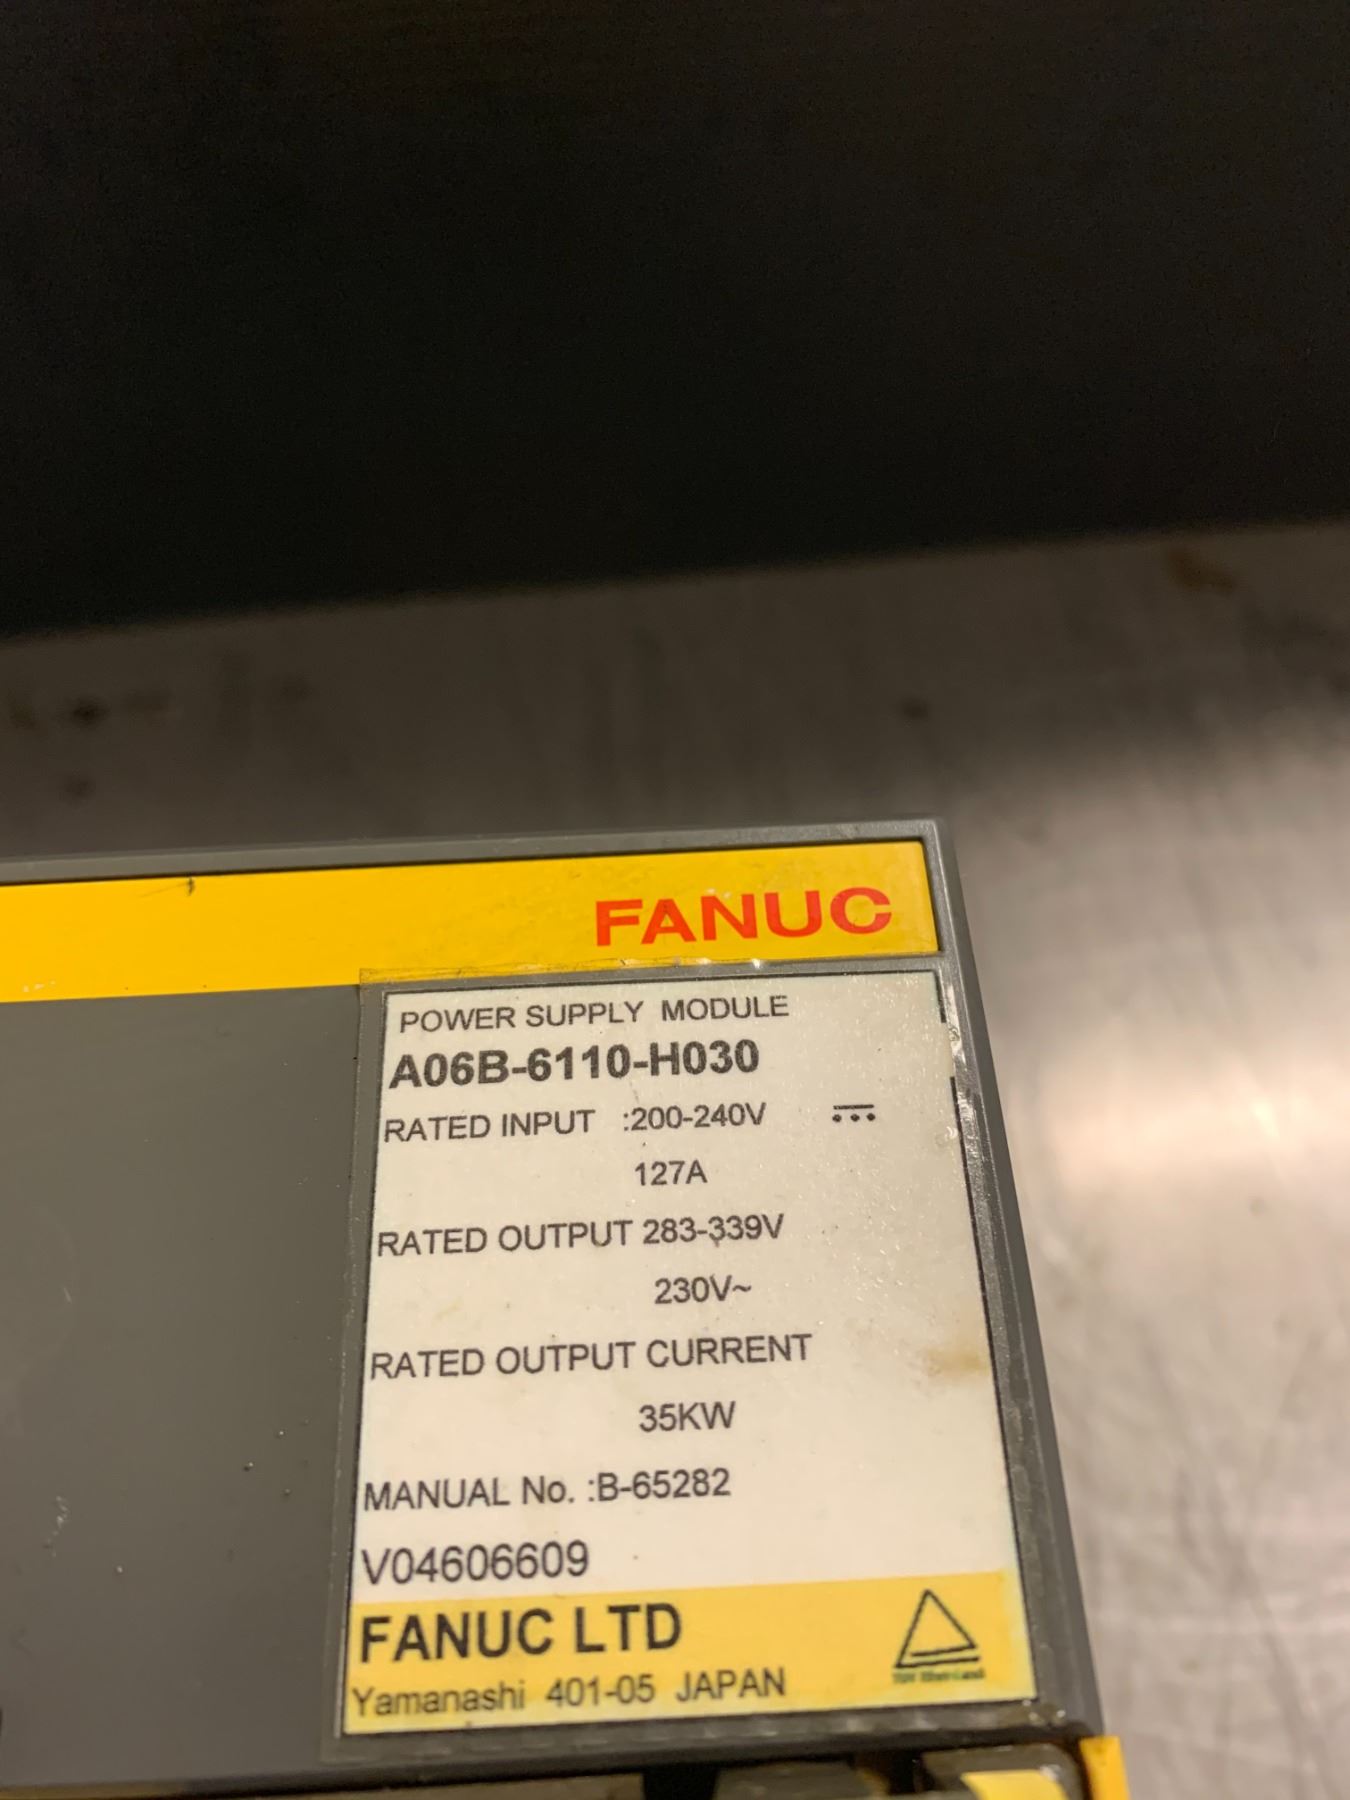 FANUC
POWER SUPPLY MODULE
A06B-6110-H030
RATED INPUT :200-240V
127A
RATED OUTPUT 283-339V
230V~
RATED OUTPUT CURRENT
35KW
MANUAL No. :B-65282
V04606609
FANUC LTD
Yamanashi 401-05 JAPAN